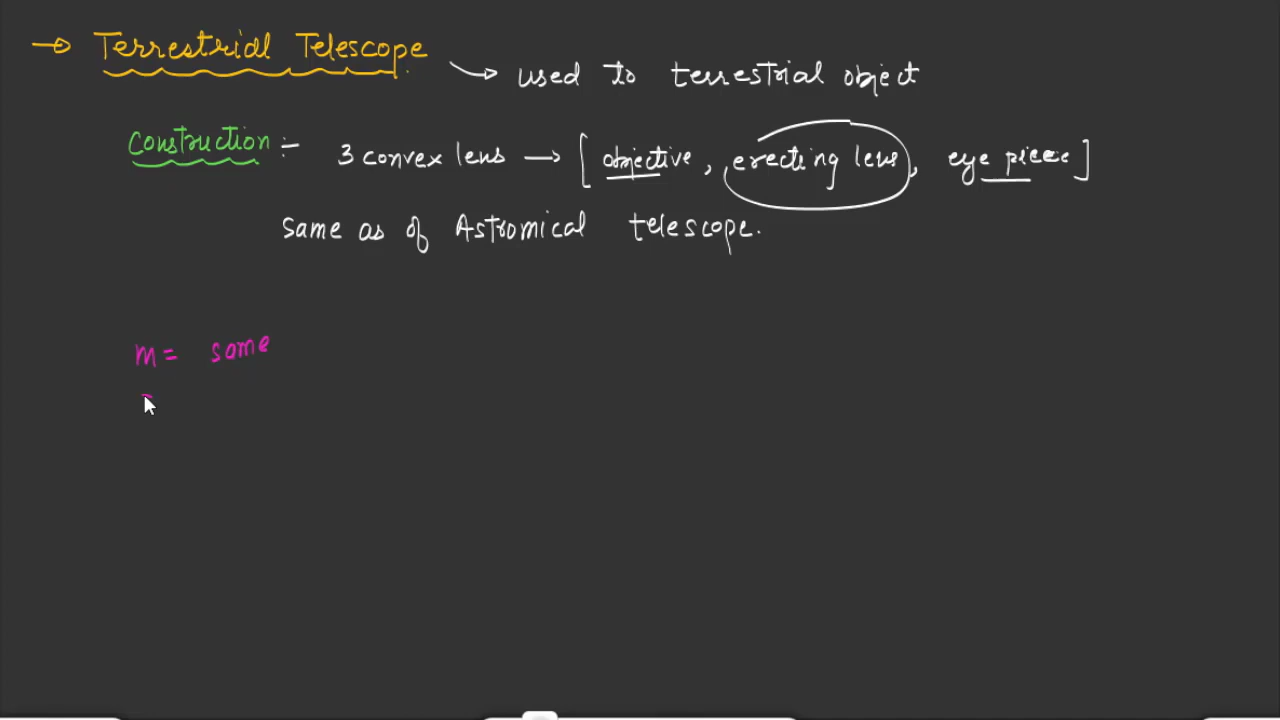 → Terrestrial Telescope
→ used to terrestrial object
Construction :- 3 convex lens → [objective, erecting lens, eye piece]
same as of Astromical telescope.
m = same